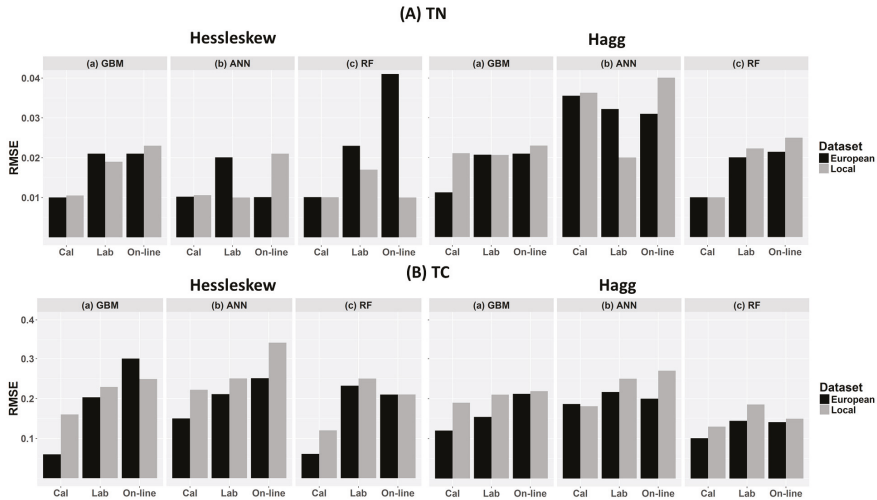 (A) TN
Hessleskew
Hagg
(a) GBM
(b) ANN
(c) RF
(a) GBM
(b) ANN
(c) RF
RMSE
0.04
0.03
0.02
0.01
Cal Lab On-line
Cal Lab On-line
Cal Lab On-line
Cal Lab On-line
Cal Lab On-line
Cal Lab On-line
Dataset
European
Local
(B) TC
Hessleskew
Hagg
(a) GBM
(b) ANN
(c) RF
(a) GBM
(b) ANN
(c) RF
RMSE
0.4
0.3
0.2
0.1
Cal Lab On-line
Cal Lab On-line
Cal Lab On-line
Cal Lab On-line
Cal Lab On-line
Cal Lab On-line
Dataset
European
Local